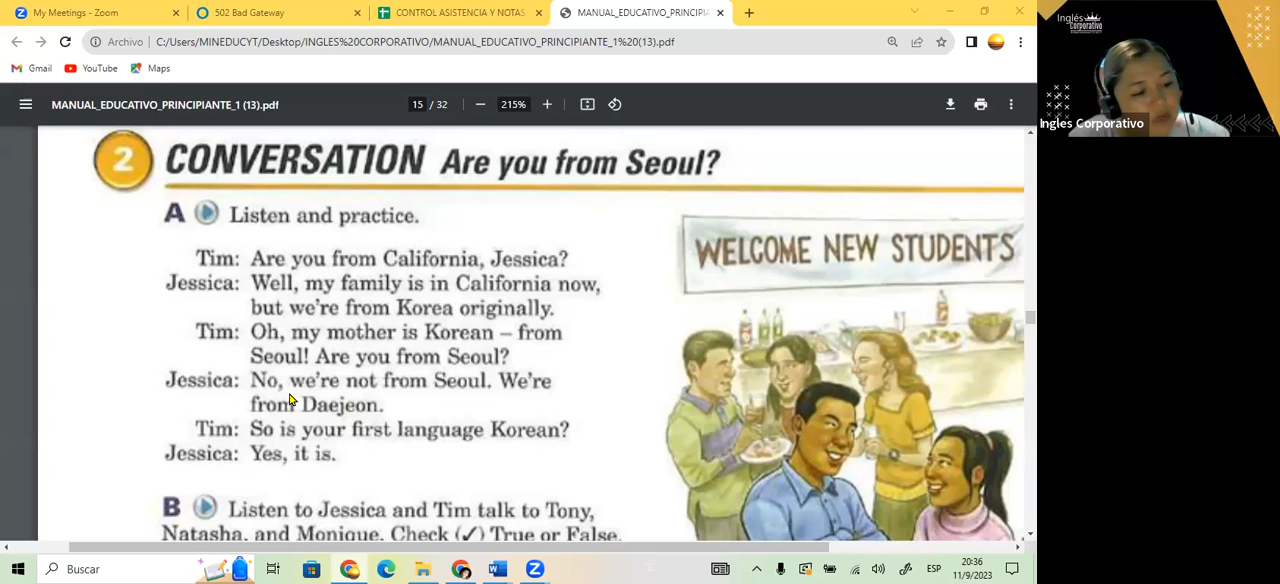 My Meetings - Zoom
502 Bad Gateway
CONTROL ASISTENCIA Y NOTAS
MANUAL_EDUCATIVO_PRINCIPIA
Archivo
C:/Users/MINEDUCYT/Desktop/INGLES%20CORPORATIVO/MANUAL_EDUCATIVO_PRINCIPIANTE_1%20(13).pdf
Gmail
YouTube
Maps
MANUAL_EDUCATIVO_PRINCIPIANTE_1 (13).pdf
15 / 32
215%
2 CONVERSATION Are you from Seoul?
A Listen and practice.
Tim: Are you from California, Jessica?
Jessica: Well, my family is in California now,
but we're from Korea originally.
Tim: Oh, my mother is Korean – from
Seoul! Are you from Seoul?
Jessica: No, we're not from Seoul. We're
from Daejeon.
Tim: So is your first language Korean?
Jessica: Yes, it is.
B Listen to Jessica and Tim talk to Tony,
Natasha, and Monique. Check (✓) True or False.
WELCOME NEW STUDENTS
Inglés
Corporativo
Ingles Corporativo
Buscar
ESP
20:36
11/9/2023